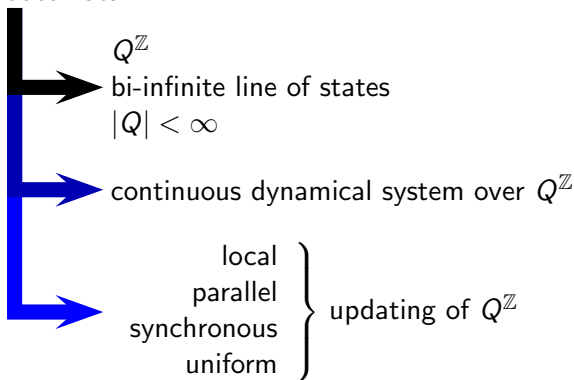 Q^ℤ
bi-infinite line of states
|Q| < ∞
continuous dynamical system over Q^ℤ
local
parallel
synchronous
uniform
updating of Q^ℤ